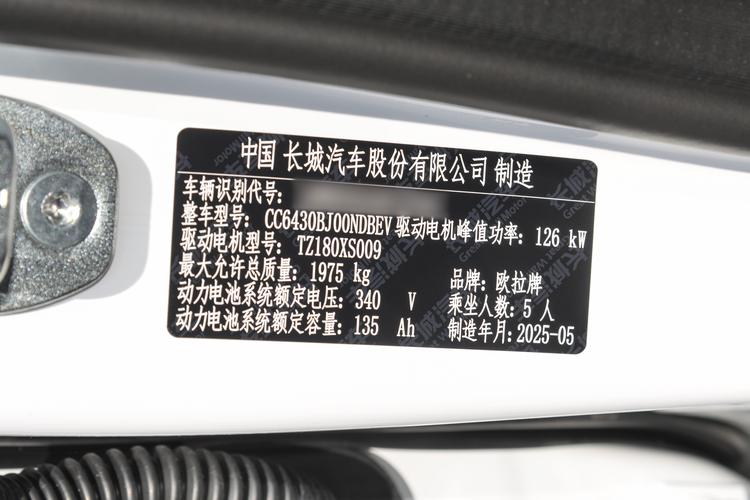 中国 长城汽车股份有限公司 制造
车辆识别代号:
整车型号: CC6430BJ00NDBEV 驱动电机峰值功率: 126 kW
驱动电机型号: TZ180XS009
最大允许总质量: 1975 kg 品牌: 欧拉牌
动力电池系统额定电压: 340 V 乘坐人数: 5 人
动力电池系统额定容量: 135 Ah 制造年月: 2025-05